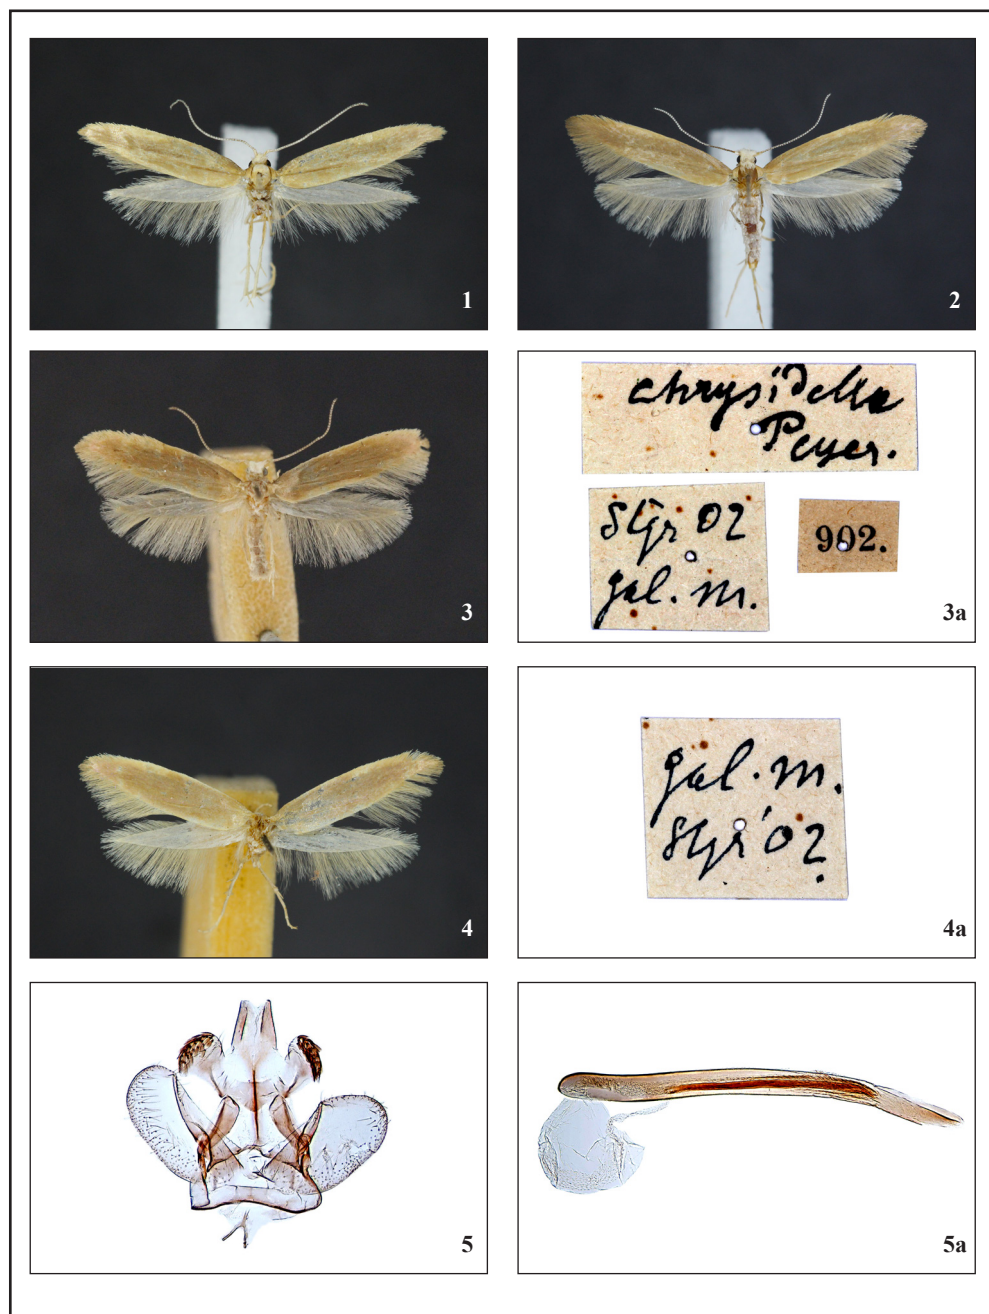 1
2
3
chrysidella
Peyer.
Stgr 02
gal. m.
902.
3a
4
gal. m.
Stgr 02.
4a
5
5a